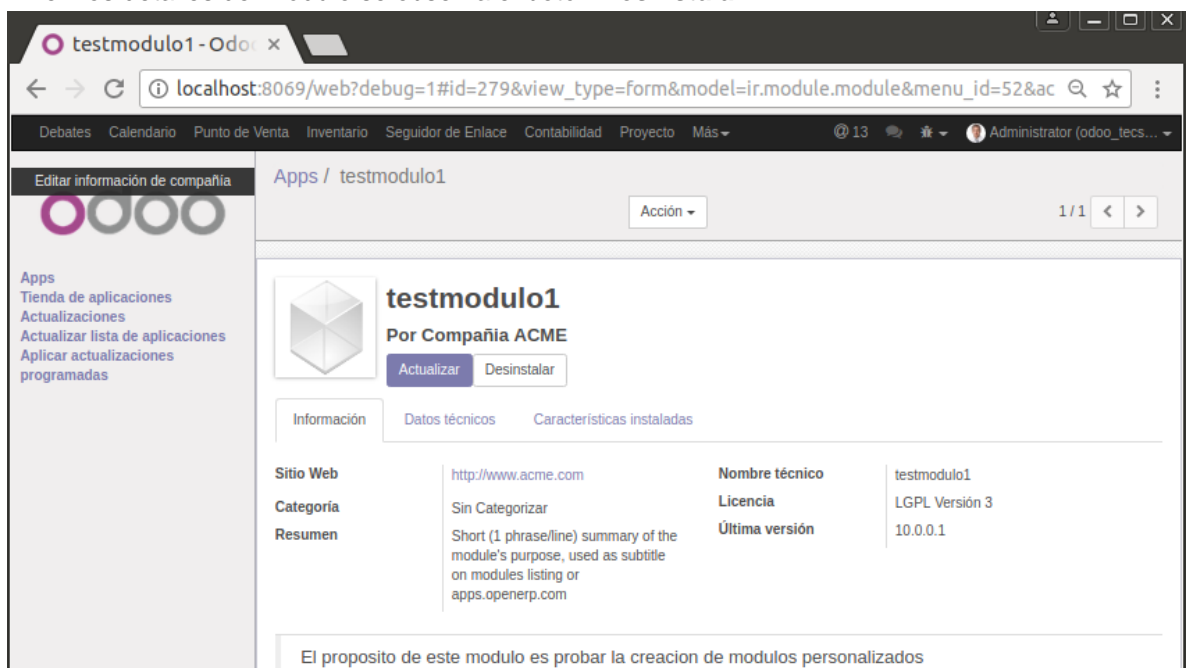 testmodulo1 - Odoo
localhost:8069/web?debug=1#id=279&view_type=form&model=ir.module.module&menu_id=52&ac
Debates Calendario Punto de Venta Inventario Seguidor de Enlace Contabilidad Proyecto Más @ 13 Administrator (odoo_tecs...
Editar información de compañia
odoo
Apps / testmodulo1
Acción
1 / 1
Apps
Tienda de aplicaciones
Actualizaciones
Actualizar lista de aplicaciones
Aplicar actualizaciones
programadas
testmodulo1
Por Compañia ACME
Actualizar Desinstalar
Información Datos técnicos Características instaladas
Sitio Web http://www.acme.com
Categoría Sin Categorizar
Resumen Short (1 phrase/line) summary of the
module's purpose, used as subtitle
on modules listing or
apps.openerp.com
Nombre técnico testmodulo1
Licencia LGPL Versión 3
Última versión 10.0.0.1
El proposito de este modulo es probar la creacion de modulos personalizados